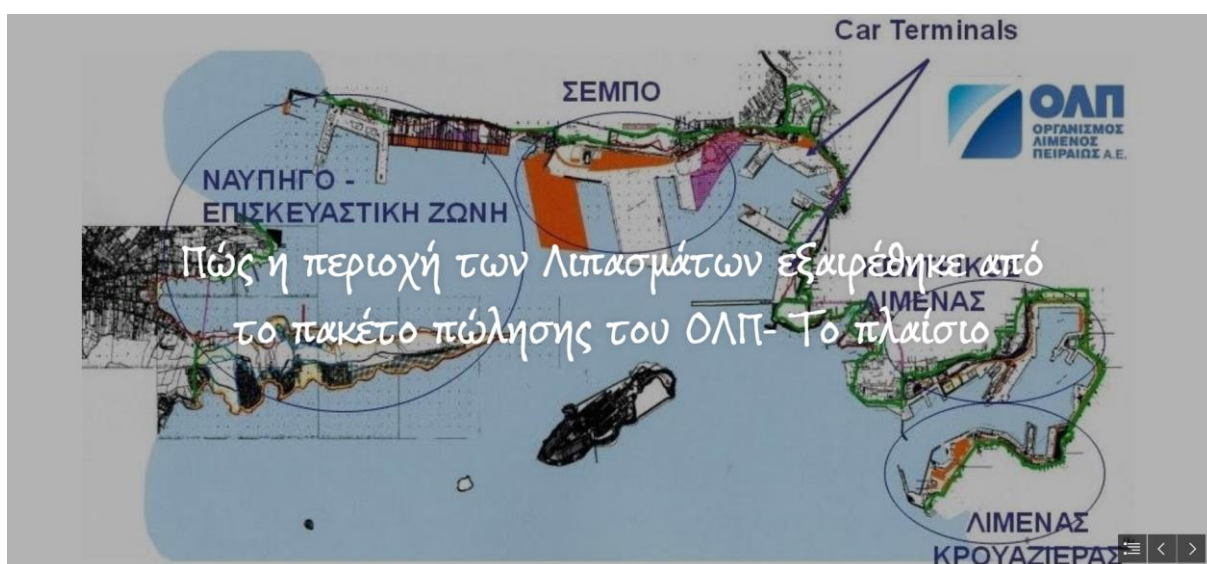 Car Terminals
ΣΕΜΠΟ
ΟΛΠ
ΟΡΓΑΝΙΣΜΟΣ
ΛΙΜΕΝΟΣ
ΠΕΙΡΑΙΩΣ Α.Ε.
ΝΑΥΠΗΓΟ -
ΕΠΙΣΚΕΥΑΣΤΙΚΗ ΖΩΝΗ
Πώς η περιοχή των Λιπασμάτων εξαιρέθηκε από
ΛΙΜΕΝΑΣ
το πακέτο πώλησης του ΟΛΠ- Το πλαίσιο
ΛΙΜΕΝΑΣ
ΚΡΟΥΑΖΙΕΡΑΣ